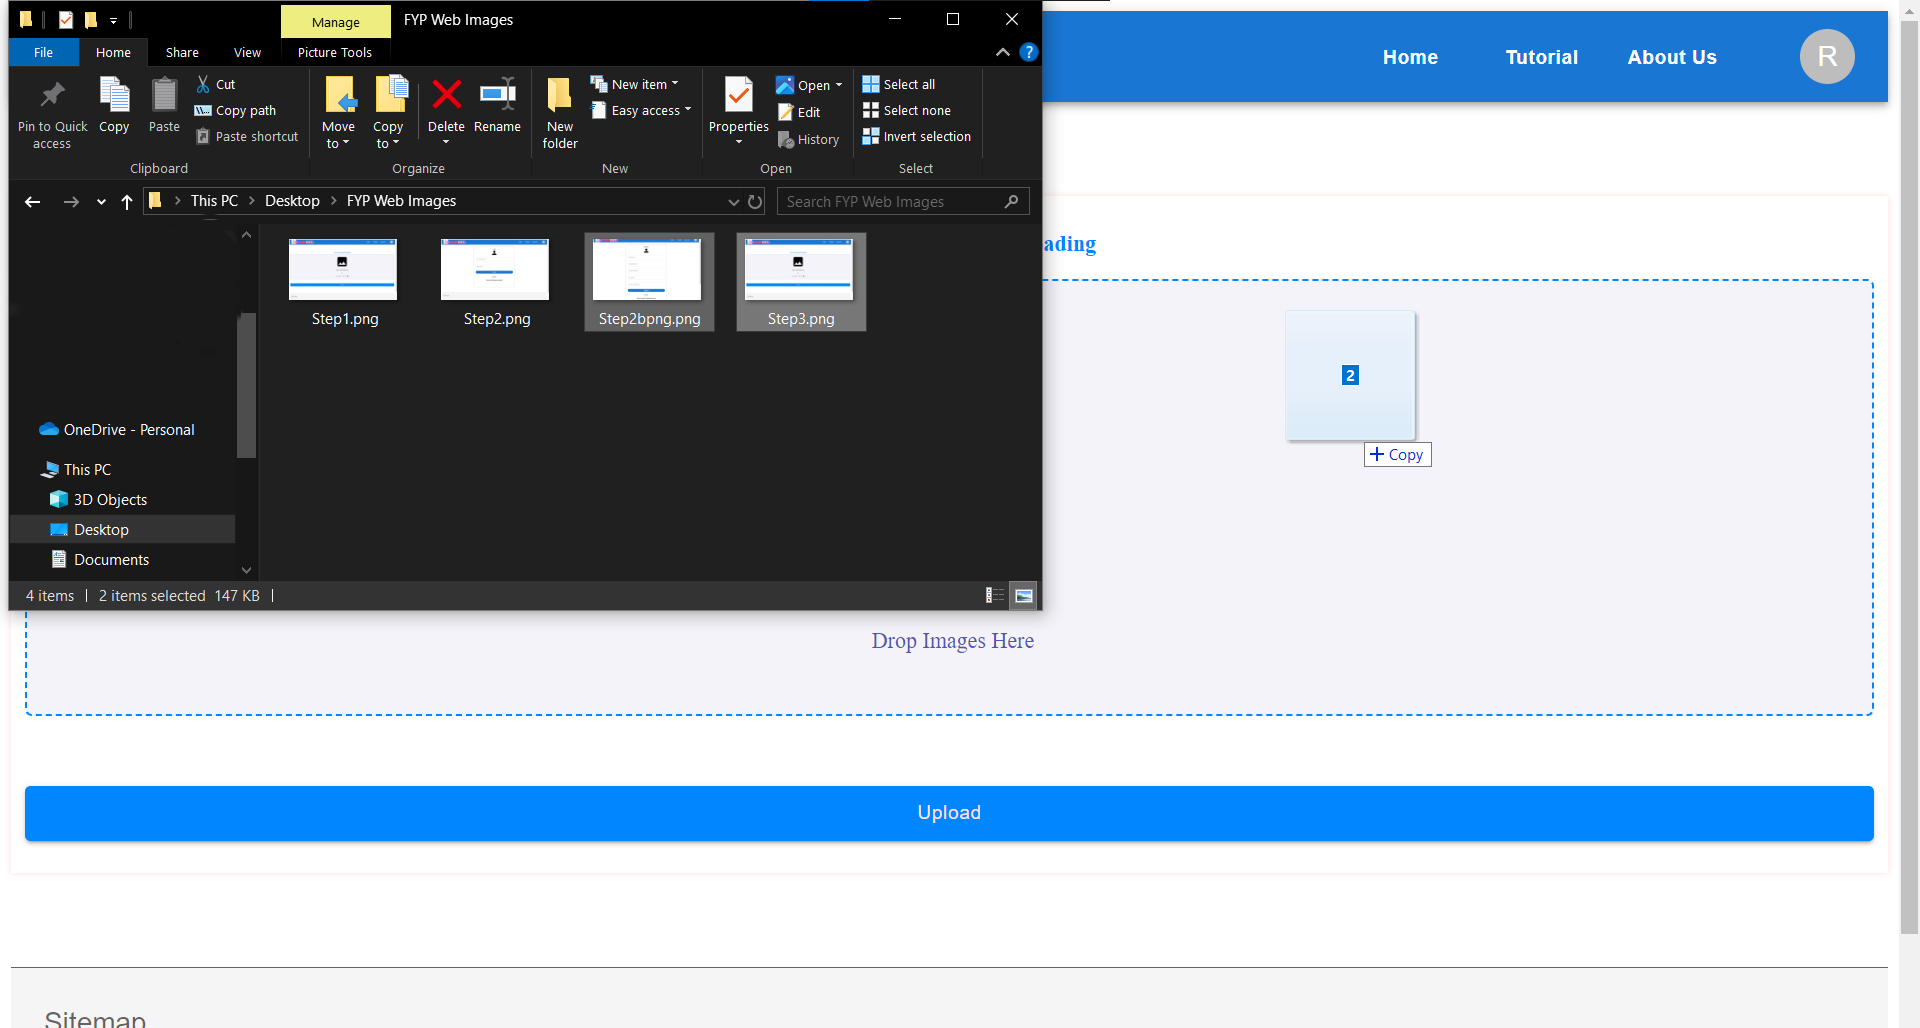 Manage
FYP Web Images
File
Home
Share
View
Picture Tools
?
Pin to Quick access
Copy
Paste
Cut
Copy path
Paste shortcut
Clipboard
Move to
Copy to
Delete
Rename
Organize
New folder
New item
Easy access
New
Properties
Open
Edit
History
Open
Select all
Select none
Invert selection
Select
This PC > Desktop > FYP Web Images
Search FYP Web Images
Step1.png
Step2.png
Step2bpng.png
Step3.png
OneDrive - Personal
This PC
3D Objects
Desktop
Documents
4 items
2 items selected 147 KB
Home
Tutorial
About Us
R
ading
2
+ Copy
Drop Images Here
Upload
Sitemap